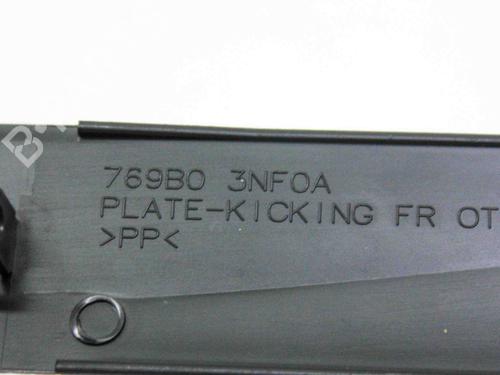 769B0 3NF0A
PLATE-KICKING FR OT
>PP<